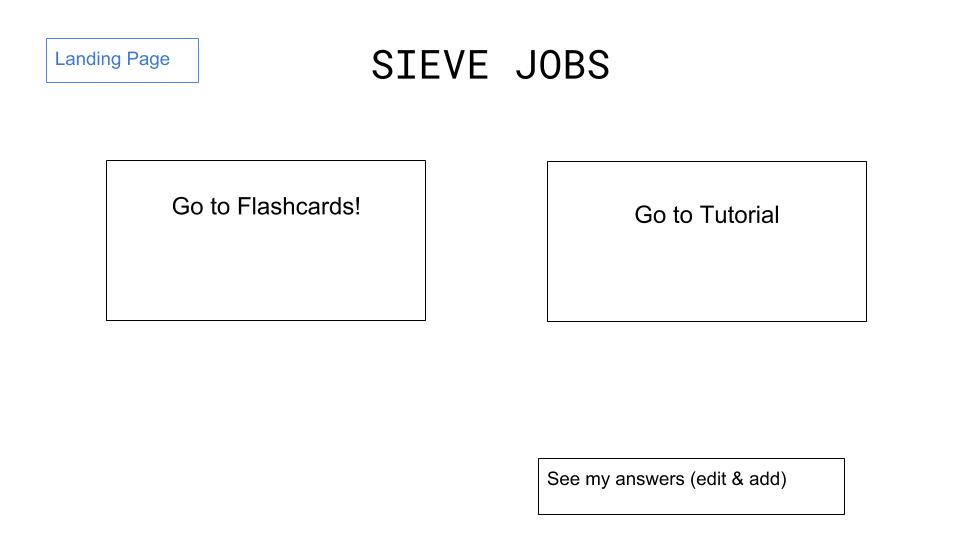 Landing Page
SIEVE JOBS
Go to Flashcards!
Go to Tutorial
See my answers (edit & add)